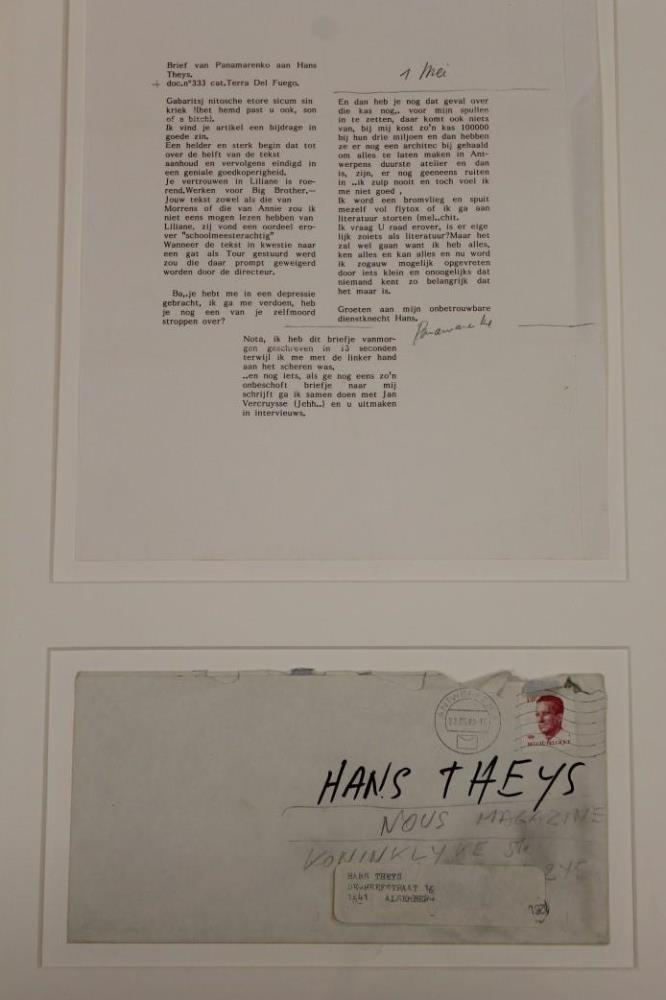 Brief van Panamarenko aan Hans
Theys.
+ doc.n°333 cat.Terra Del Fuego.
Gabaritsj nitosche etore sicum sin
kriek !(het hemd past u ook, son
of a bitch).
Ik vind je artikel een bijdrage in
goede zin.
Een helder en sterk begin dat tot
over de helft van de tekst
aanhoud en vervolgens eindigd in
een geniale goedkoperigheid.
Je vertrouwen in Liliane is roe-
rend.Werken voor Big Brother.—
Jouw tekst zowel als die van
Morrens of die van Annie zou ik
niet eens mogen lezen hebben van
Liliane, zij vond een oordeel ero-
ver "schoolmeesterachtig"
Wanneer de tekst in kwestie naar
een gat als Tour gestuurd werd
zou die daar prompt geweigerd
worden door de directeur.
Ba,.je hebt me in een depressie
gebracht, ik ga me verdoen, heb
je nog een van je zelfmoord
stroppen over?
1 Mei
En dan heb je nog dat geval over
die kas nog,. voor mijn spullen
in te zetten, daar komt ook niets
van, bij mij kost zo'n kas 100000
bij hun drie miljoen en dan hebben
ze er nog een architec bij gehaald
om alles te laten maken in Ant-
werpens duurste atelier en dan
is, zijn, er nog geneens ruiten
in ..ik zuip nooit en toch voel ik
me niet goed ,
Ik word een bromvlieg en spuit
mezelf vol flytox of ik ga aan
literatuur storten (mel..chit.
Ik vraag U raad erover, is er eige
lijk zoiets als literatuur?Maar het
zal wel gaan want ik heb alles,
ken alles en kan alles en nu word
ik zogauw mogelijk opgevreten
door iets klein en onoogelijks dat
niemand kent zo belangrijk dat
het maar is.
Groeten aan mijn onbetrouwbare
dienstknecht Hans.
Panamarenko
Nota, ik heb dit briefje vanmor-
gen geschreven in 13 seconden
terwijl ik me met de linker hand
aan het scheren was.
..en nog iets, als ge nog eens zo'n
onbeschoft briefje naar mij
schrijft ga ik samen doen met Jan
Vercruysse (Jehh..) en u uitmaken
in interviews.
ANTWERPEN
BELGIE-BELGIQUE
HANS THEYS
NOUS MAGAZINE
KONINKLYKE Ste
HANS THEYS
1641 ALSEMBERG